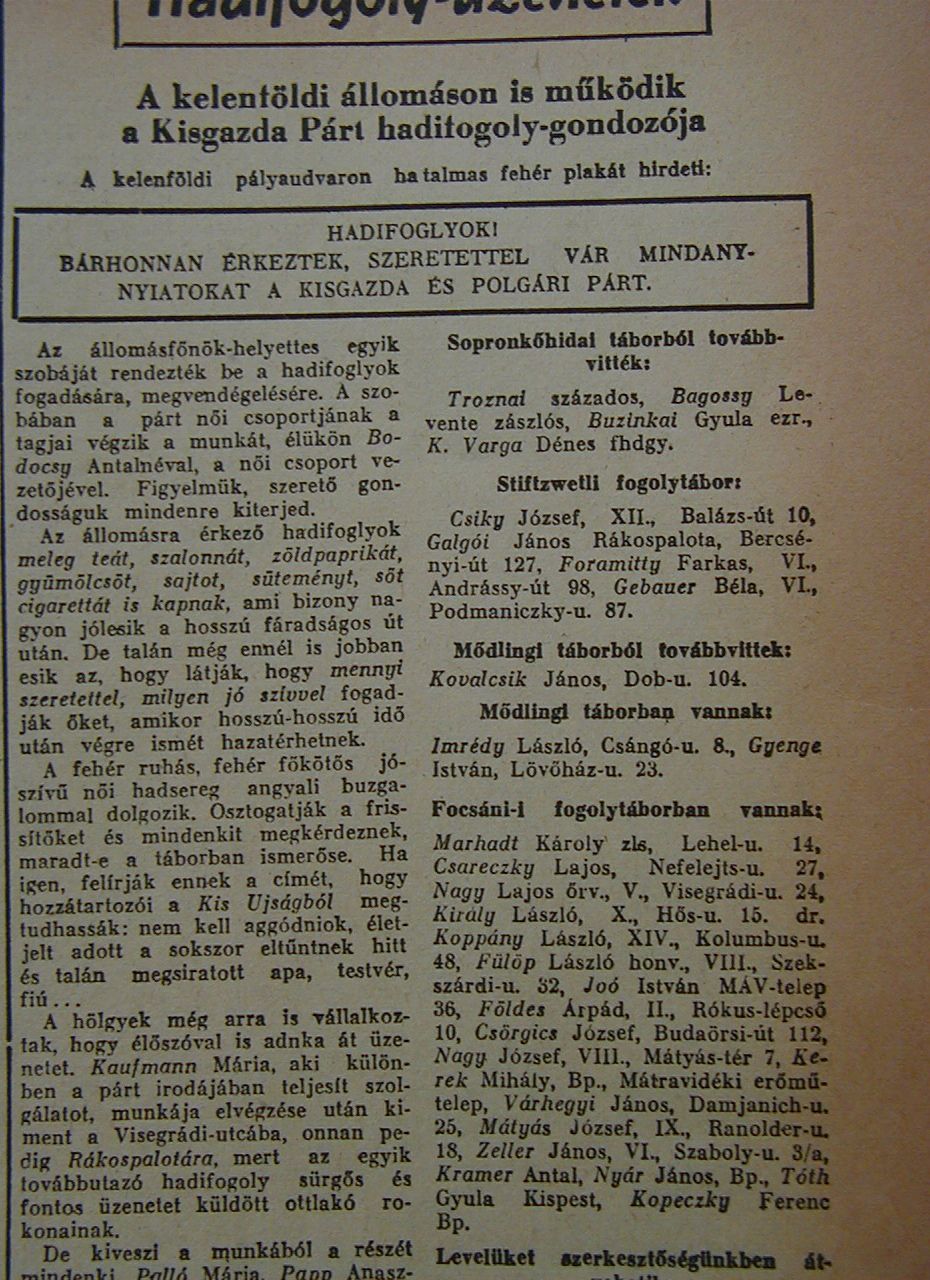 Hadifogoly-üzenetek
A kelenföldi állomáson is működik
a Kisgazda Párt hadifogoly-gondozója
A kelenföldi pályaudvaron hatalmas fehér plakát hirdeti:
HADIFOGLYOK!
BÁRHONNAN ÉRKEZTEK, SZERETETTEL VÁR MINDANY-
NYIATOKAT A KISGAZDA ÉS POLGÁRI PÁRT.
Az állomásfőnök-helyettes egyik
szobáját rendezték be a hadifoglyok
fogadására, megvendégelésére. A szo-
bában a párt női csoportjának a
tagjai végzik a munkát, élükön Bo-
docsy Antalnéval, a női csoport ve-
zetőjével. Figyelmük, szerető gon-
dosságuk mindenre kiterjed.
Az állomásra érkező hadifoglyok
meleg teát, szalonnát, zöldpaprikát,
gyümölcsöt, sajtot, süteményt, sőt
cigarettát is kapnak, ami bizony na-
gyon jólesik a hosszú fáradságos út
után. De talán még ennél is jobban
esik az, hogy látják, hogy mennyi
szeretettel, milyen jó szívvel fogad-
ják őket, amikor hosszú-hosszú idő
után végre ismét hazatérhetnek.
A fehér ruhás, fehér főkötős jó-
szívű női hadsereg angyali buzga-
lommal dolgozik. Osztogatják a fris-
sítőket és mindenkit megkérdeznek,
maradt-e a táborban ismerőse. Ha
igen, felírják ennek a címét, hogy
hozzátartozói a Kis Ujságból meg-
tudhassák: nem kell aggódniok, élet-
jelt adott a sokszor eltűntnek hitt
és talán megsiratott apa, testvér,
fiú...
A hölgyek még arra is vállalkoz-
tak, hogy élőszóval is adnka át üze-
netet. Kaufmann Mária, aki külön-
ben a párt irodájában teljesít szol-
gálatot, munkája elvégzése után ki-
ment a Visegrádi-utcába, onnan pe-
dig Rákospalotára, mert az egyik
továbbutazó hadifogoly sürgős és
fontos üzenetet küldött ottlakó ro-
konainak.
De kiveszi a munkából a részét
mindenki. Palló Mária, Papp Anasz-
Sopronkőhidai táborból tovább-
vitték:
Troznai százados, Bagossy Le-
vente zászlós, Buzinkai Gyula ezr.,
K. Varga Dénes fhdgy.
Stiftzwetli fogolytábor:
Csiky József, XII., Balázs-út 10,
Galgói János Rákospalota, Bercsé-
nyi-út 127, Foramitty Farkas, VI.,
Andrássy-út 98, Gebauer Béla, VI.,
Podmaniczky-u. 87.
Mődlingi táborból továbbvittek:
Kovalcsik János, Dob-u. 104.
Mődlingi táborban vannak:
Imrédy László, Csángó-u. 8., Gyenge
István, Lövőház-u. 23.
Focsáni-i fogolytáborban vannak:
Marhadt Károly zls, Lehel-u. 14,
Csareczky Lajos, Nefelejts-u. 27,
Nagy Lajos őrv., V., Visegrádi-u. 24,
Király László, X., Hős-u. 15. dr.
Koppány László, XIV., Kolumbus-u.
48, Fülöp László honv., VIII., Szek-
szárdi-u. 32, Joó István MÁV-telep
36, Földes Árpád, II., Rókus-lépcső
10, Csörgics József, Budaörsi-út 112,
Nagy József, VIII., Mátyás-tér 7, Ke-
rek Mihály, Bp., Mátravidéki erőmű-
telep, Várhegyi János, Damjanich-u.
25, Mátyás József, IX., Ranolder-u.
18, Zeller János, VI., Szaboly-u. 3/a,
Kramer Antal, Nyár János, Bp., Tóth
Gyula Kispest, Kopeczky Ferenc
Bp.
Levelüket szerkesztőségünkben át-